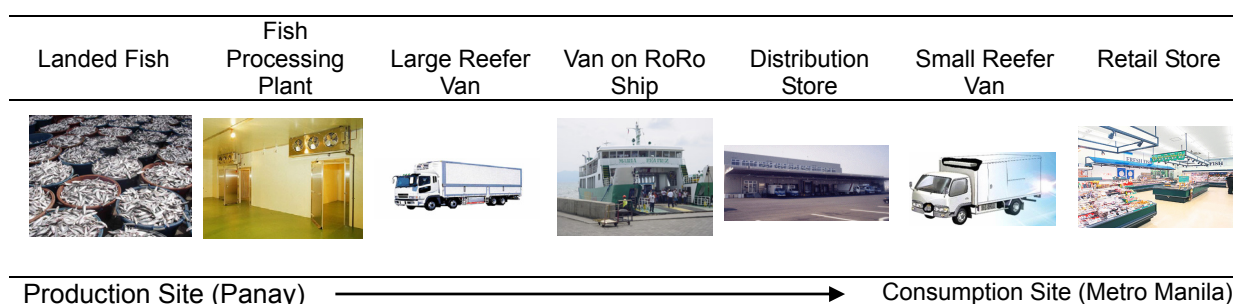 Landed Fish
Fish
Processing
Plant
Large Reefer
Van
Van on RoRo
Ship
Distribution
Store
Small Reefer
Van
Retail Store
Production Site (Panay)
Consumption Site (Metro Manila)